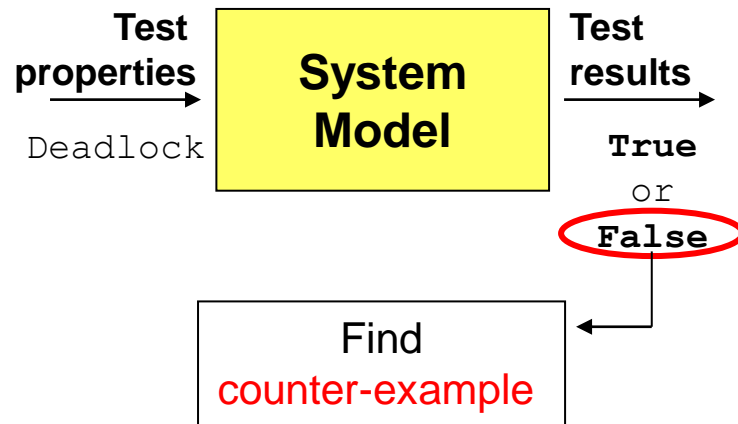 Test
properties
Deadlock
System
Model
Test
results
True
or
False
Find
counter-example